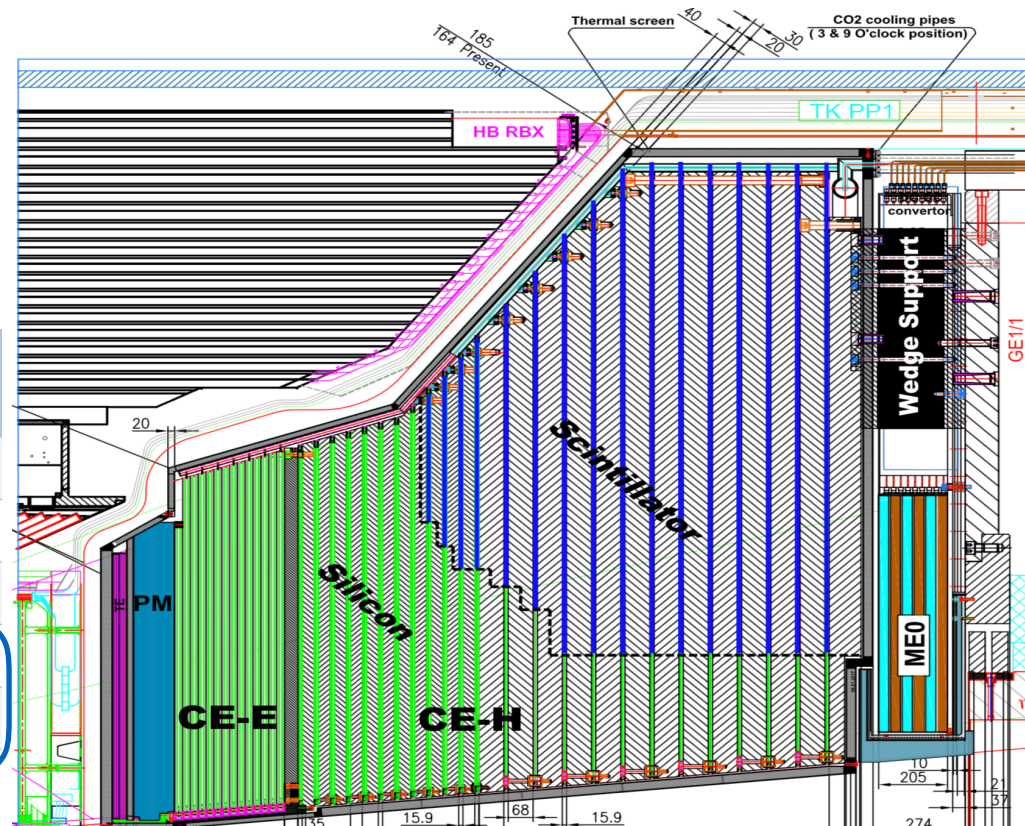 40
30
20
Thermal screen
CO2 cooling pipes
( 3 & 9 O'clock position)
185
164 Present
HB RBX
TK PP1
convertor
Wedge Support
GE1/1
20
Scintillator
Silicon
TE
PM
ME0
CE-E
CE-H
10
205
21
37
35
15.9
68
15.9
274